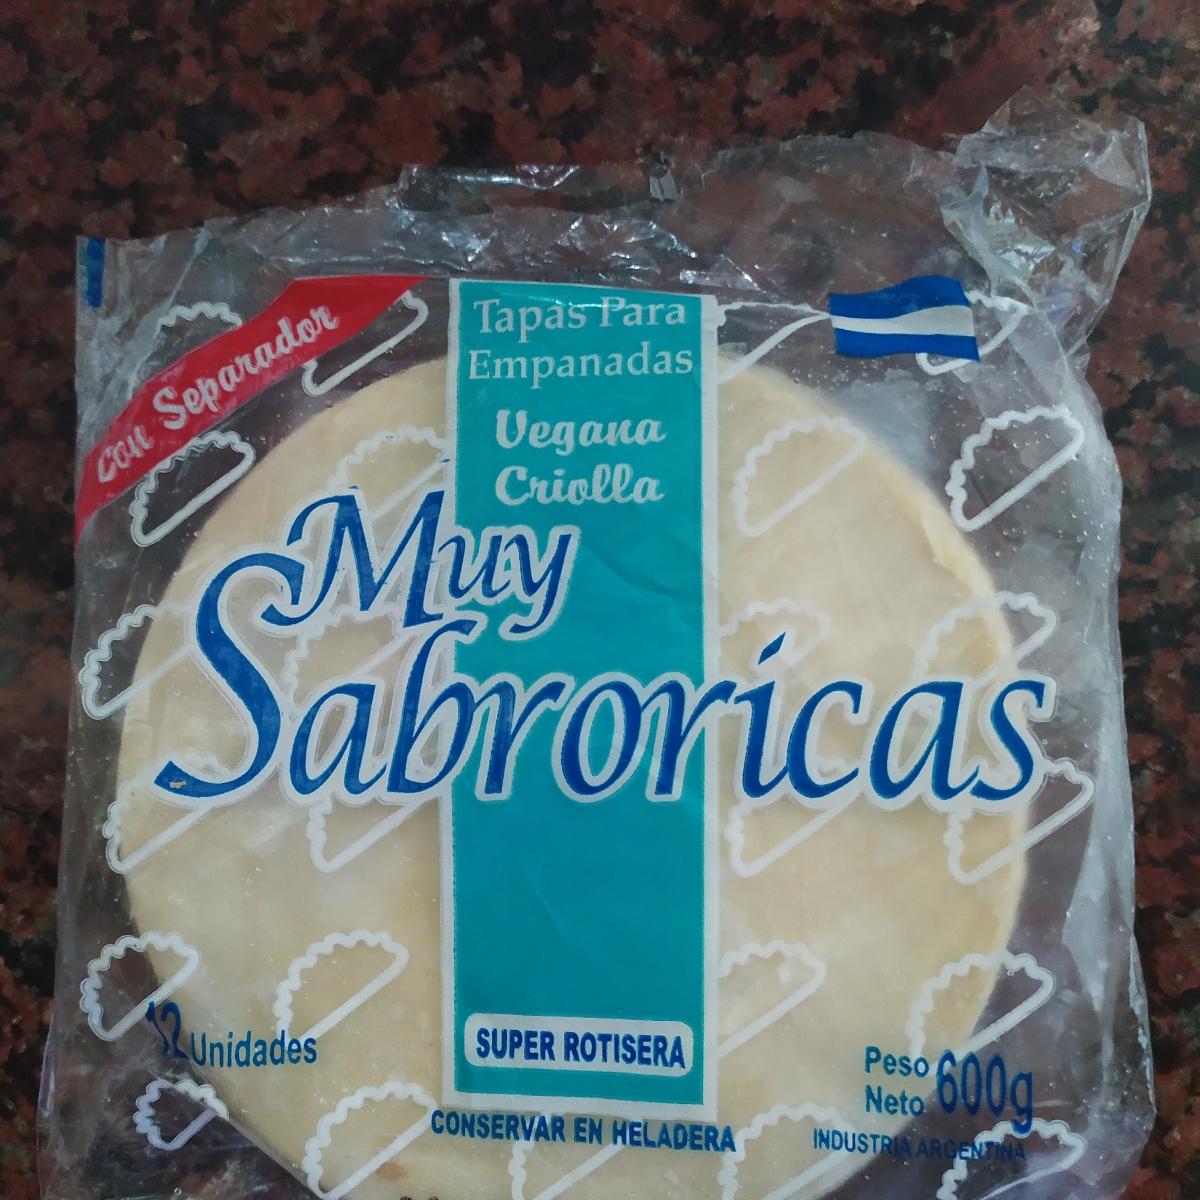 con Separador
Tapas Para
Empanadas
Vegana
Criolla
Muy
Sabroricas
12 Unidades
SUPER ROTISERA
Peso
Neto 600g
CONSERVAR EN HELADERA
INDUSTRIA ARGENTINA